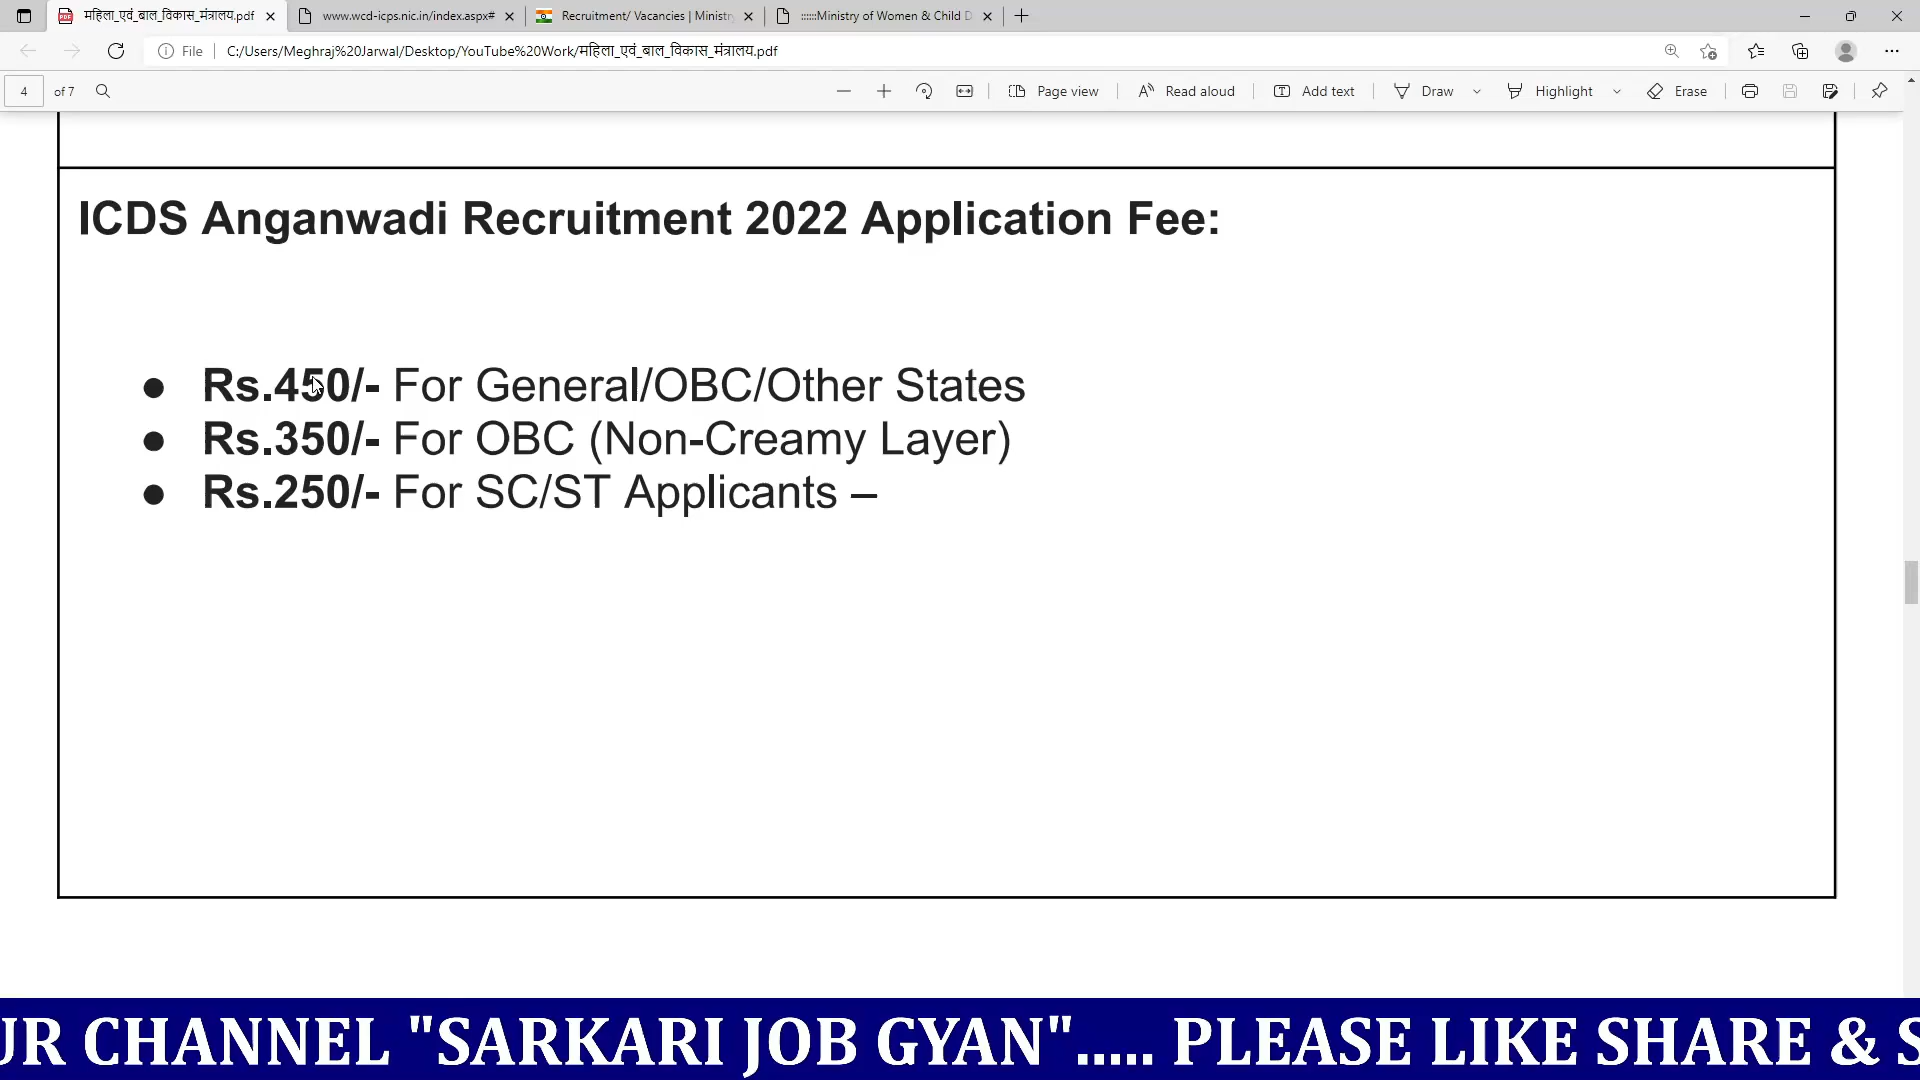 महिला_एवं_बाल_विकास_मंत्रालय.pdf
www.wcd-icps.nic.in/index.aspx#
Recruitment/ Vacancies | Ministr
::::::Ministry of Women & Child D
File
C:/Users/Meghraj%20Jarwal/Desktop/YouTube%20Work/महिला_एवं_बाल_विकास_मंत्रालय.pdf
4 of 7
Page view
Read aloud
Add text
Draw
Highlight
Erase
ICDS Anganwadi Recruitment 2022 Application Fee:
● Rs.450/- For General/OBC/Other States
● Rs.350/- For OBC (Non-Creamy Layer)
● Rs.250/- For SC/ST Applicants –
UR CHANNEL "SARKARI JOB GYAN"..... PLEASE LIKE SHARE & S